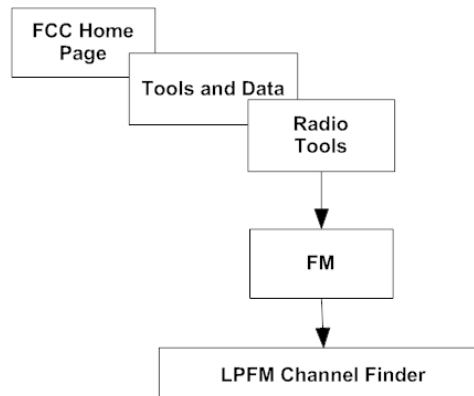 FCC Home
Page
Tools and Data
Radio
Tools
FM
LPFM Channel Finder